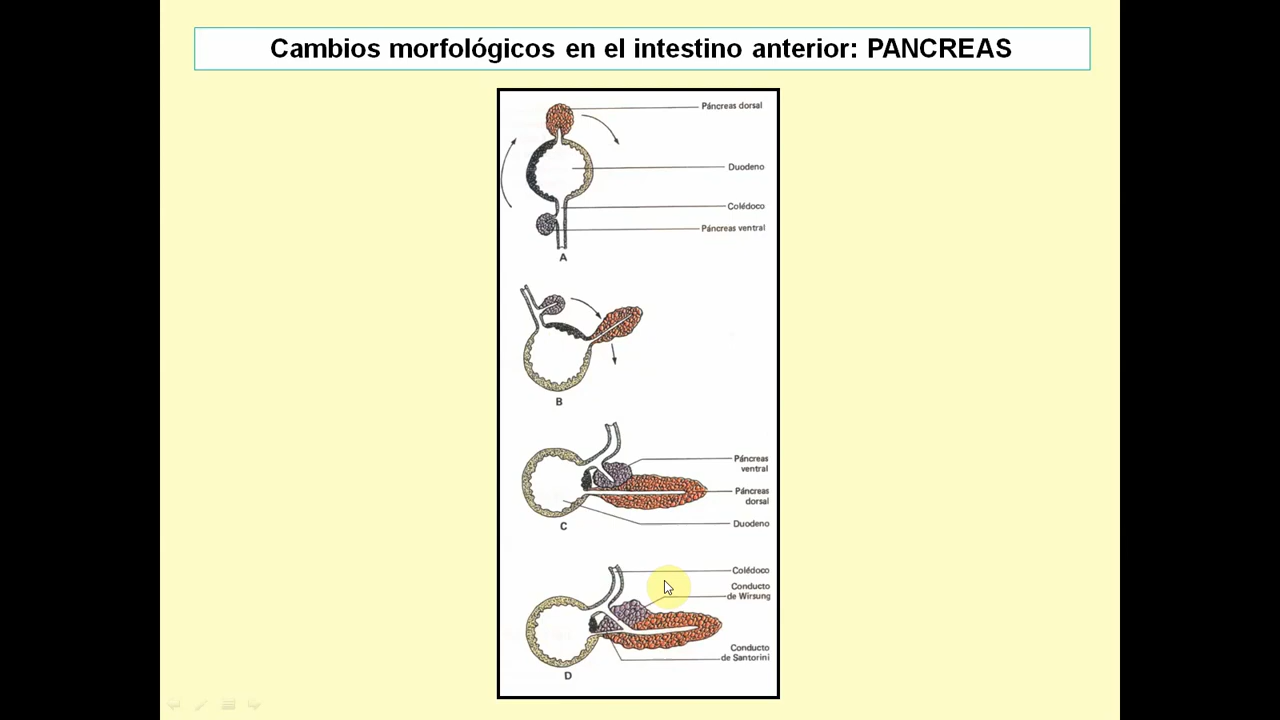 Cambios morfológicos en el intestino anterior: PANCREAS
Páncreas dorsal
Duodeno
Colédoco
Páncreas ventral
A
B
Páncreas
ventral
Páncreas
dorsal
Duodeno
C
Colédoco
Conducto
de Wirsung
Conducto
de Santorini
D